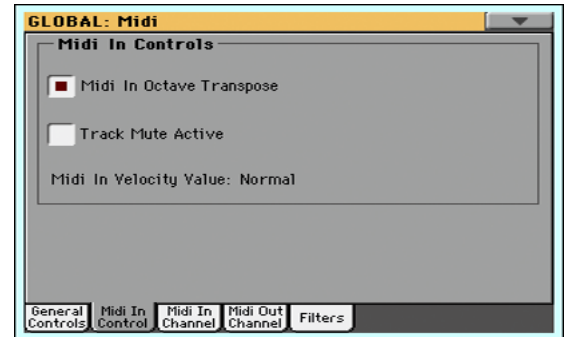 GLOBAL: Midi
Midi In Controls
Midi In Octave Transpose
Track Mute Active
Midi In Velocity Value: Normal
General Controls
Midi In Control
Midi In Channel
Midi Out Channel
Filters